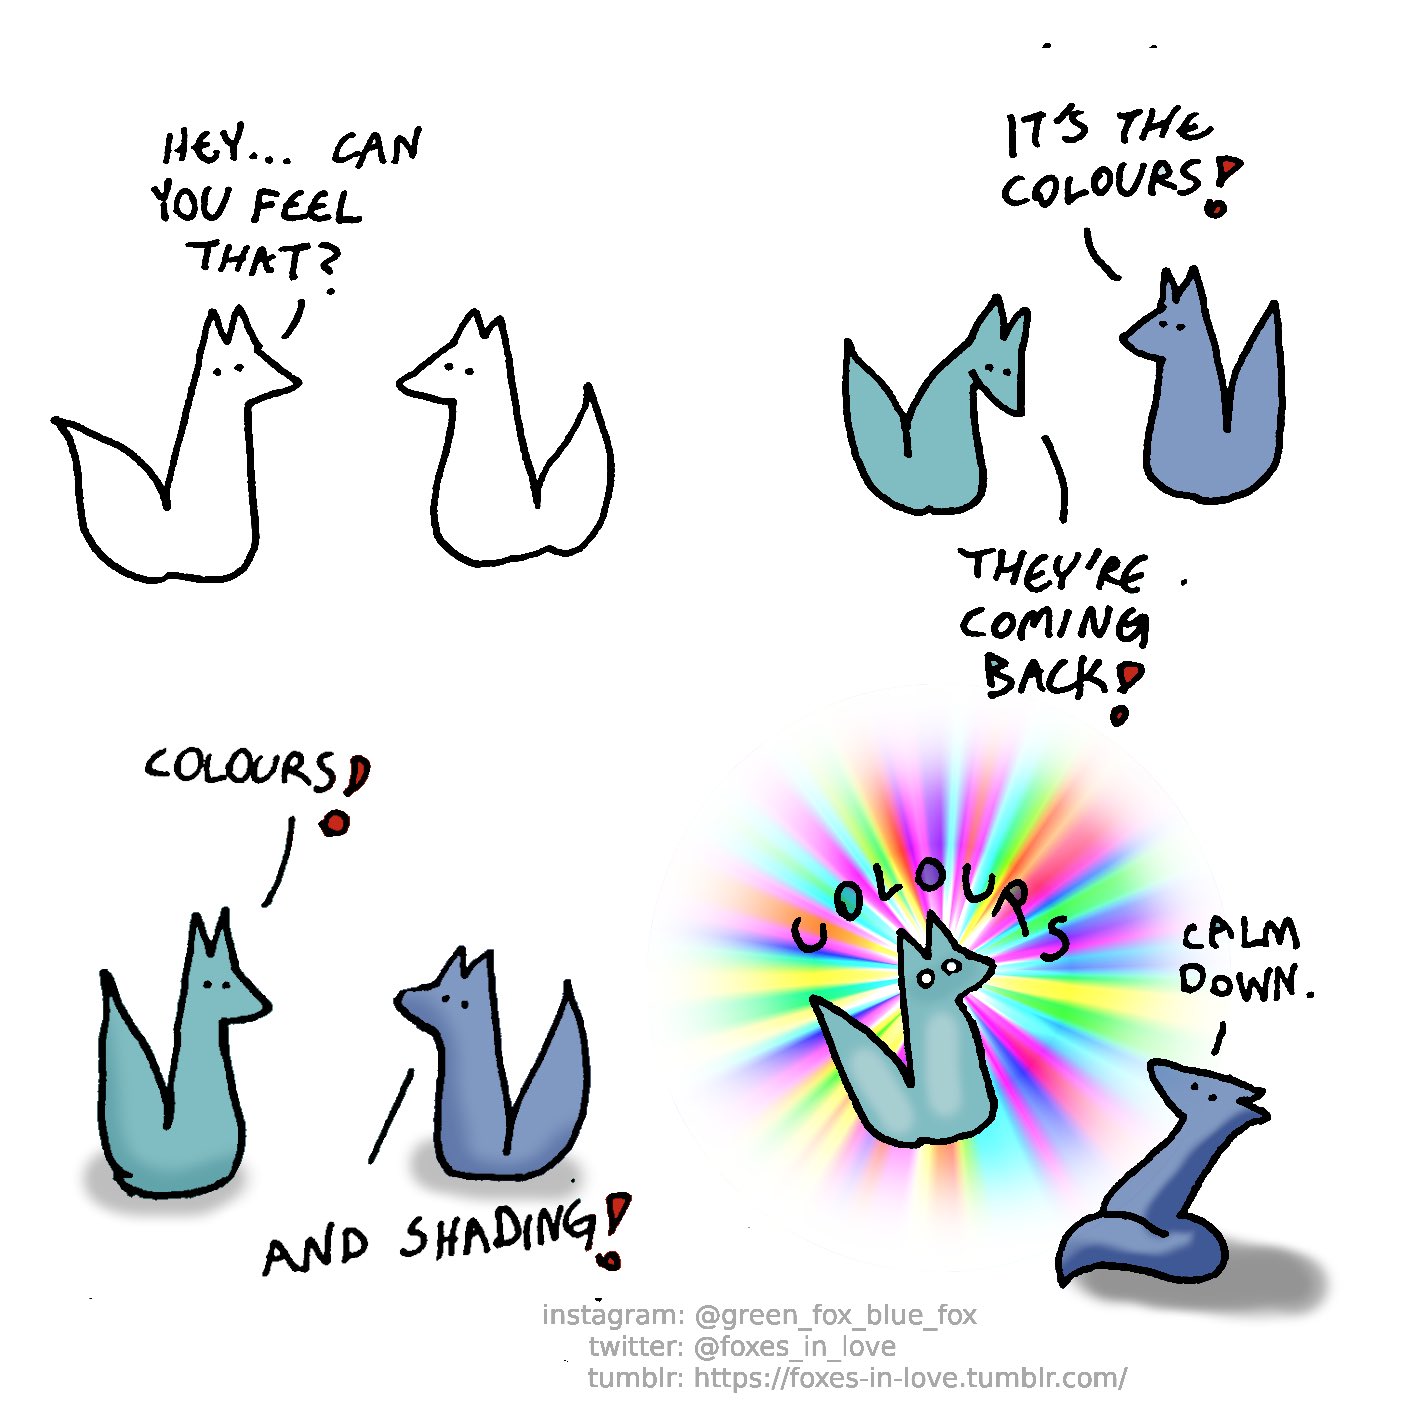 HEY... CAN
YOU FEEL
THAT?
IT'S THE
COLOURS!
THEY'RE
COMING
BACK!
COLOURS!
AND SHADING!
COLOURS
CALM
DOWN.
instagram: @green_fox_blue_fox
twitter: @foxes_in_love
tumblr: https://foxes-in-love.tumblr.com/